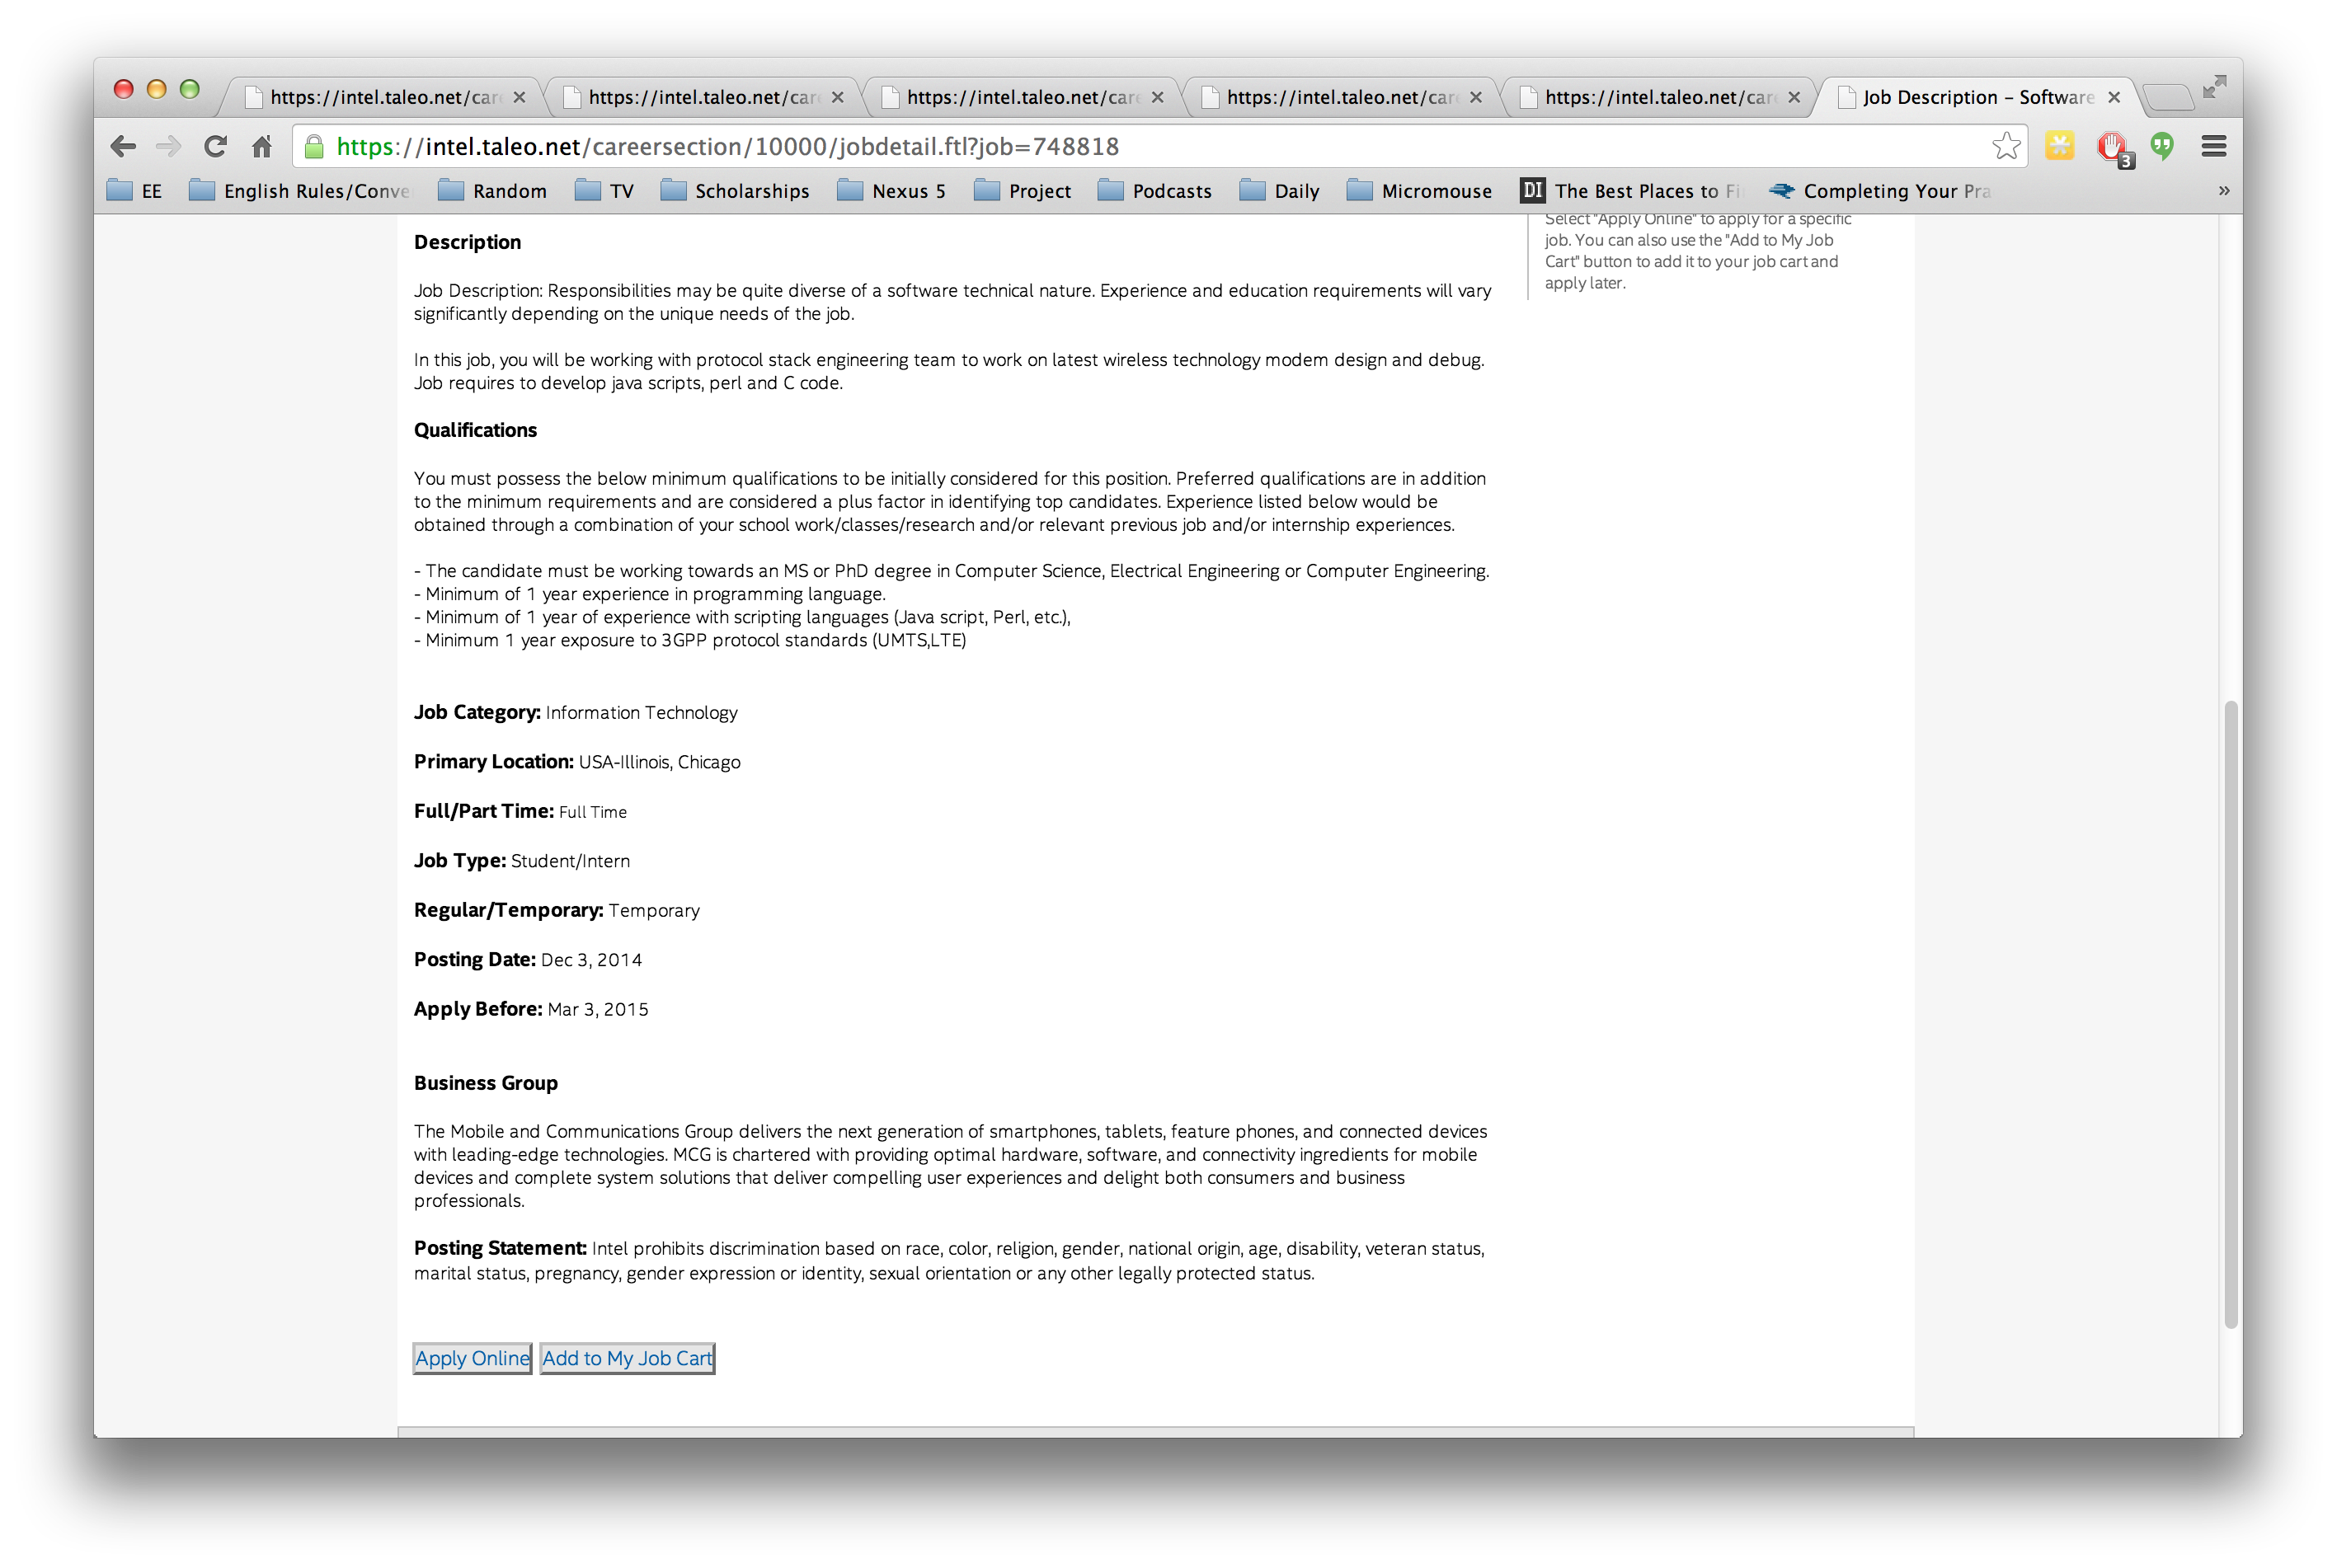 https://intel.taleo.net/car
https://intel.taleo.net/car
https://intel.taleo.net/car
https://intel.taleo.net/car
https://intel.taleo.net/car
Job Description – Software
https://intel.taleo.net/careersection/10000/jobdetail.ftl?job=748818
3
EE
English Rules/Conve
Random
TV
Scholarships
Nexus 5
Project
Podcasts
Daily
Micromouse
DI The Best Places to Fi
Completing Your Pra
»
Select "Apply Online" to apply for a specific
job. You can also use the "Add to My Job
Cart" button to add it to your job cart and
apply later.
Description
Job Description: Responsibilities may be quite diverse of a software technical nature. Experience and education requirements will vary
significantly depending on the unique needs of the job.
In this job, you will be working with protocol stack engineering team to work on latest wireless technology modem design and debug.
Job requires to develop java scripts, perl and C code.
Qualifications
You must possess the below minimum qualifications to be initially considered for this position. Preferred qualifications are in addition
to the minimum requirements and are considered a plus factor in identifying top candidates. Experience listed below would be
obtained through a combination of your school work/classes/research and/or relevant previous job and/or internship experiences.
- The candidate must be working towards an MS or PhD degree in Computer Science, Electrical Engineering or Computer Engineering.
- Minimum of 1 year experience in programming language.
- Minimum of 1 year of experience with scripting languages (Java script, Perl, etc.),
- Minimum 1 year exposure to 3GPP protocol standards (UMTS,LTE)
Job Category: Information Technology
Primary Location: USA-Illinois, Chicago
Full/Part Time: Full Time
Job Type: Student/Intern
Regular/Temporary: Temporary
Posting Date: Dec 3, 2014
Apply Before: Mar 3, 2015
Business Group
The Mobile and Communications Group delivers the next generation of smartphones, tablets, feature phones, and connected devices
with leading-edge technologies. MCG is chartered with providing optimal hardware, software, and connectivity ingredients for mobile
devices and complete system solutions that deliver compelling user experiences and delight both consumers and business
professionals.
Posting Statement: Intel prohibits discrimination based on race, color, religion, gender, national origin, age, disability, veteran status,
marital status, pregnancy, gender expression or identity, sexual orientation or any other legally protected status.
Apply Online
Add to My Job Cart